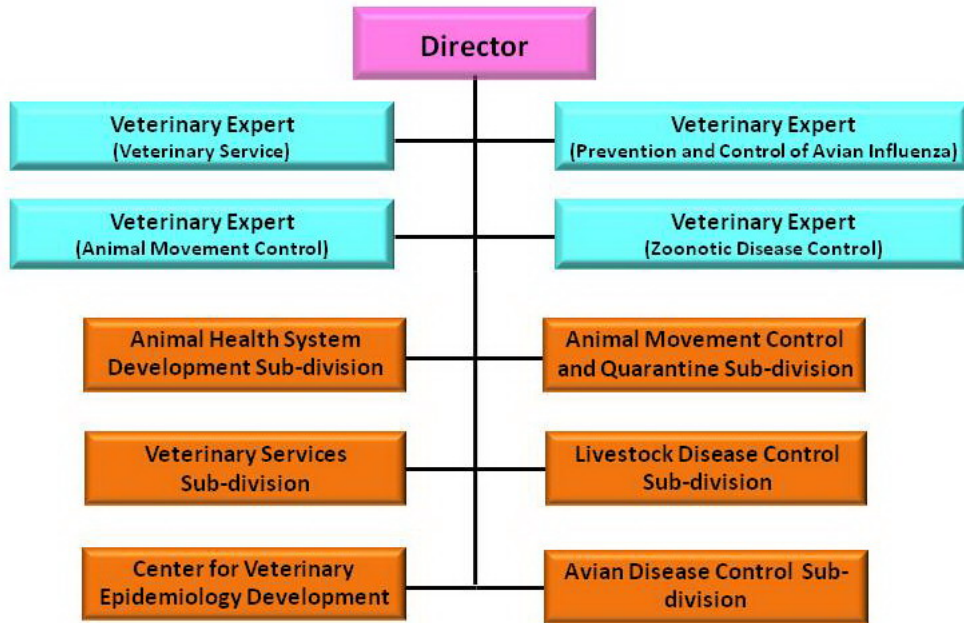 Director
Veterinary Expert
(Veterinary Service)
Veterinary Expert
(Prevention and Control of Avian Influenza)
Veterinary Expert
(Animal Movement Control)
Veterinary Expert
(Zoonotic Disease Control)
Animal Health System
Development Sub-division
Animal Movement Control
and Quarantine Sub-division
Veterinary Services
Sub-division
Livestock Disease Control
Sub-division
Center for Veterinary
Epidemiology Development
Avian Disease Control Sub-
division